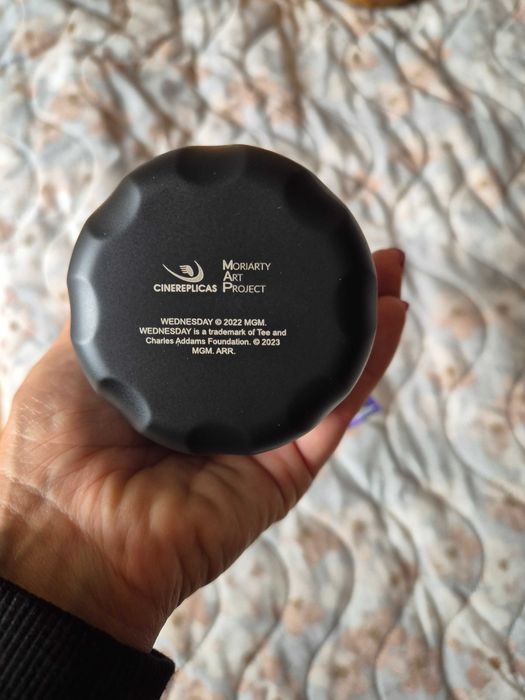 CINEREPLICAS
MORIARTY
ART
PROJECT
WEDNESDAY © 2022 MGM.
WEDNESDAY is a trademark of Tee and
Charles Addams Foundation. © 2023
MGM. ARR.